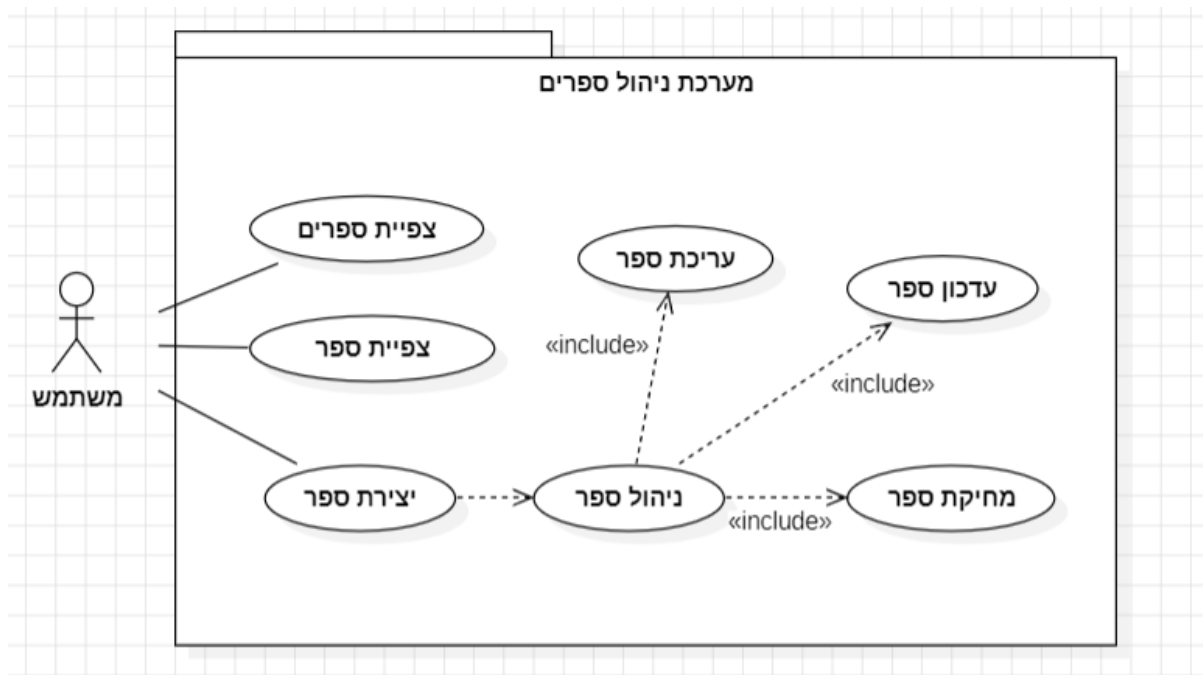 מערכת ניהול ספרים
צפיית ספרים
עריכת ספר
עדכון ספר
«include»
צפיית ספר
«include»
משתמש
יצירת ספר
ניהול ספר
«include»
מחיקת ספר